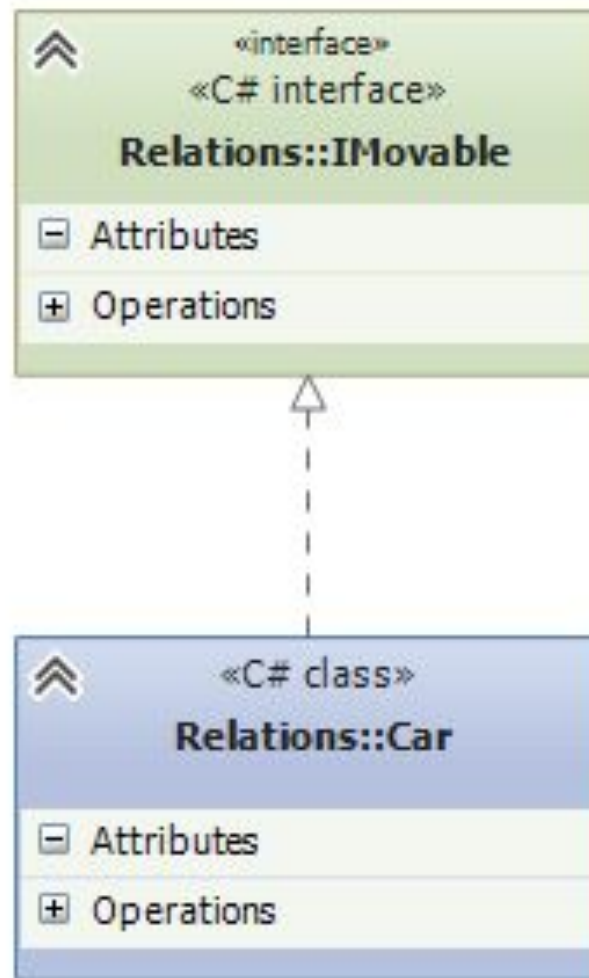 «interface»
«C# interface»
Relations::IMovable
Attributes
Operations
«C# class»
Relations::Car
Attributes
Operations